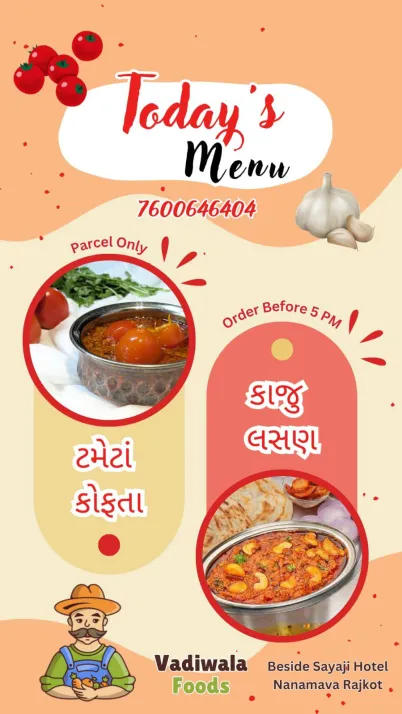 Today's
Menu
7600646404
Parcel Only
Order Before 5 PM
ટમેટાં
કોફતા
કાજુ
લસણ
Vadiwala
Foods
Beside Sayaji Hotel
Nanamava Rajkot